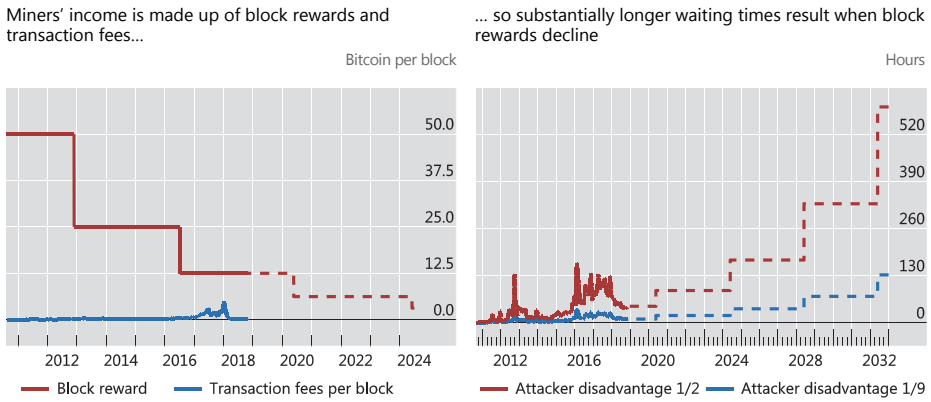 Miners’ income is made up of block rewards and
transaction fees…
Bitcoin per block
50.0
37.5
25.0
12.5
0.0
2012 2014 2016 2018 2020 2022 2024
Block reward Transaction fees per block
… so substantially longer waiting times result when block
rewards decline
Hours
520
390
260
130
0
2012 2016 2020 2024 2028 2032
Attacker disadvantage 1/2 Attacker disadvantage 1/9